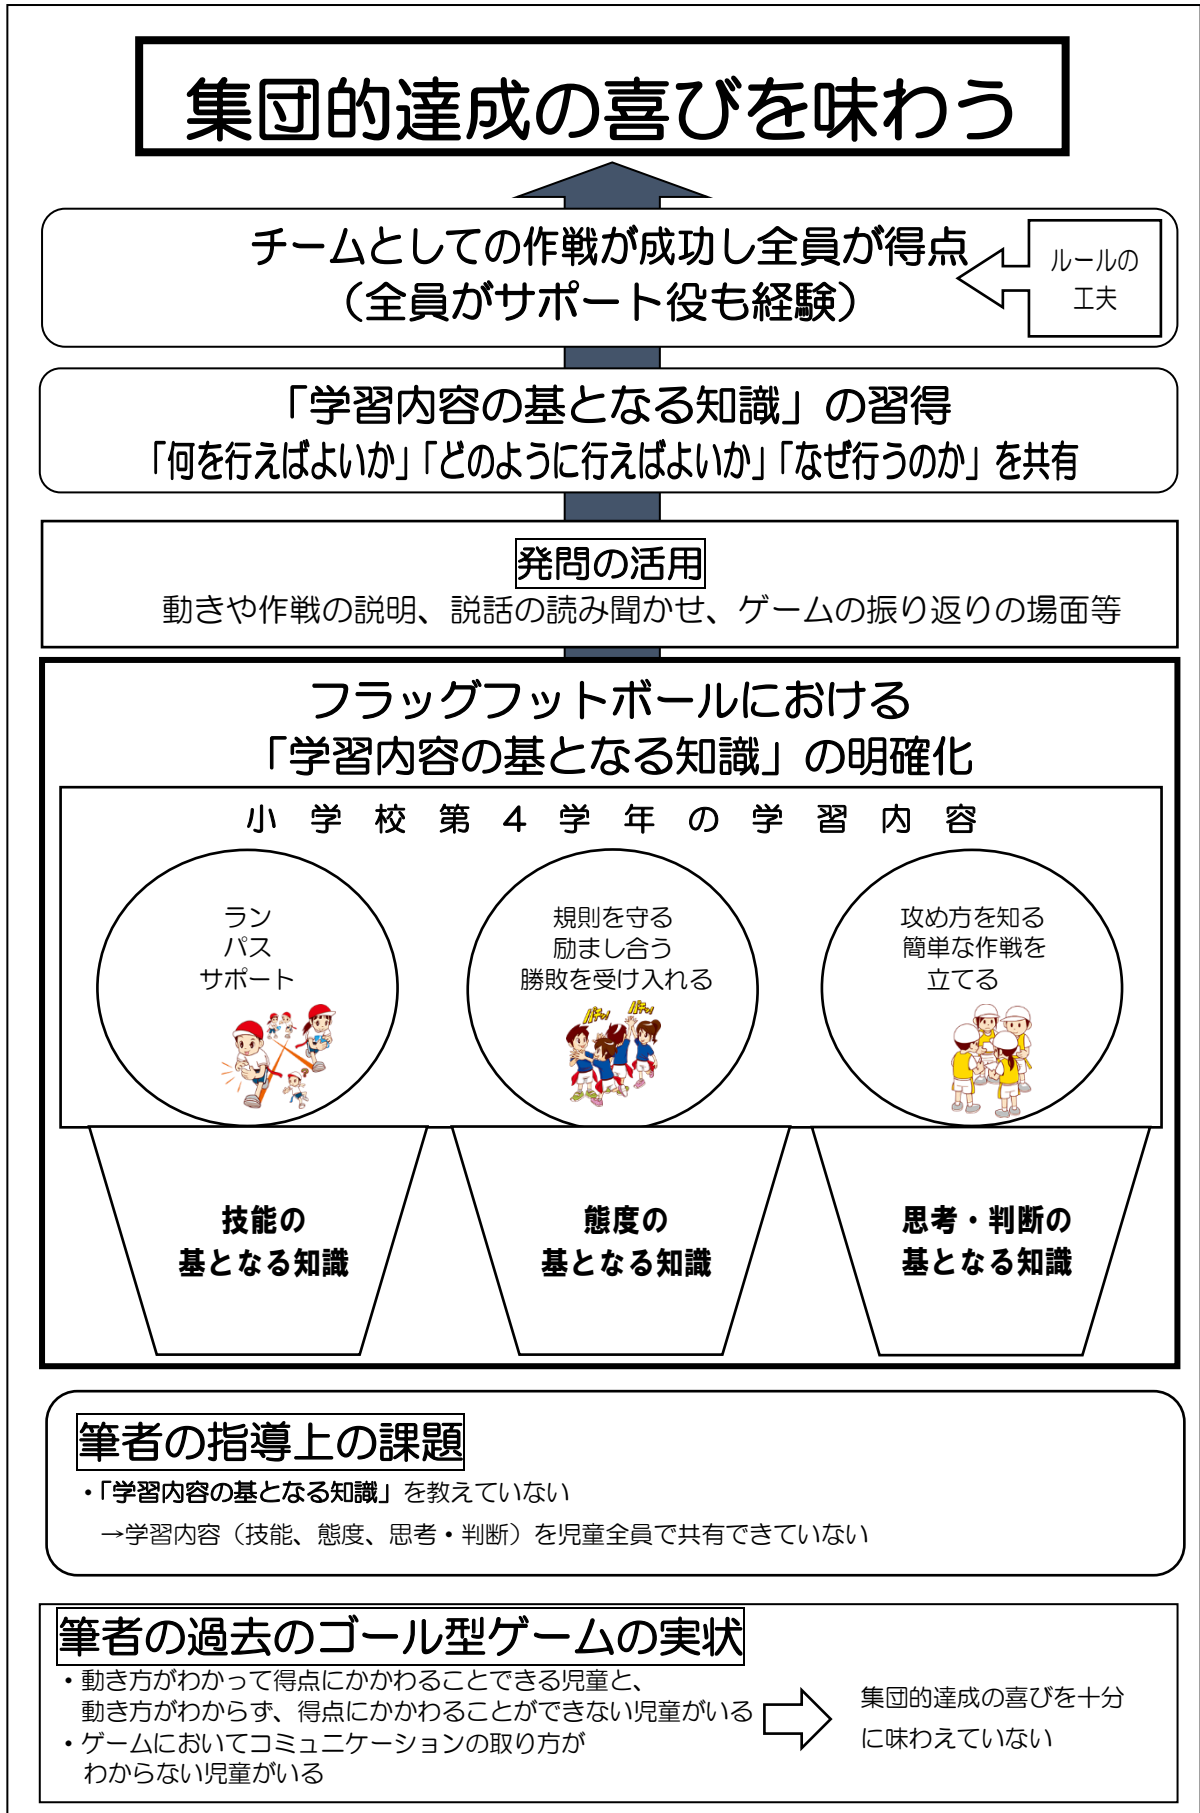 集団的達成の喜びを味わう
チームとしての作戦が成功し全員が得点
（全員がサポート役も経験）
ルールの
工夫
「学習内容の基となる知識」の習得
「何を行えばよいか」「どのように行えばよいか」「なぜ行うのか」を共有
発問の活用
動きや作戦の説明、説話の読み聞かせ、ゲームの振り返りの場面等
フラッグフットボールにおける
「学習内容の基となる知識」の明確化
小学校第４学年の学習内容
ラン
パス
サポート
規則を守る
励まし合う
勝敗を受け入れる
攻め方を知る
簡単な作戦を
立てる
技能の
基となる知識
態度の
基となる知識
思考・判断の
基となる知識
筆者の指導上の課題
・「学習内容の基となる知識」を教えていない
→学習内容（技能、態度、思考・判断）を児童全員で共有できていない
筆者の過去のゴール型ゲームの実状
・動き方がわかって得点にかかわることできる児童と、
動き方がわからず、得点にかかわることができない児童がいる
・ゲームにおいてコミュニケーションの取り方が
わからない児童がいる
集団的達成の喜びを十分
に味わえていない